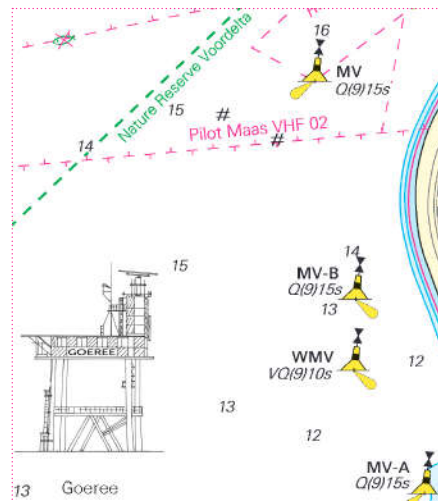 16
MV
Q(9)15s
Nature Reserve Voordelta
15
#
14
Pilot Maas VHF 02
#
15
14
MV-B
Q(9)15s
13
GOEREE
WMV
VQ(9)10s
12
13
12
MV-A
Q(9)15s
13
Goeree